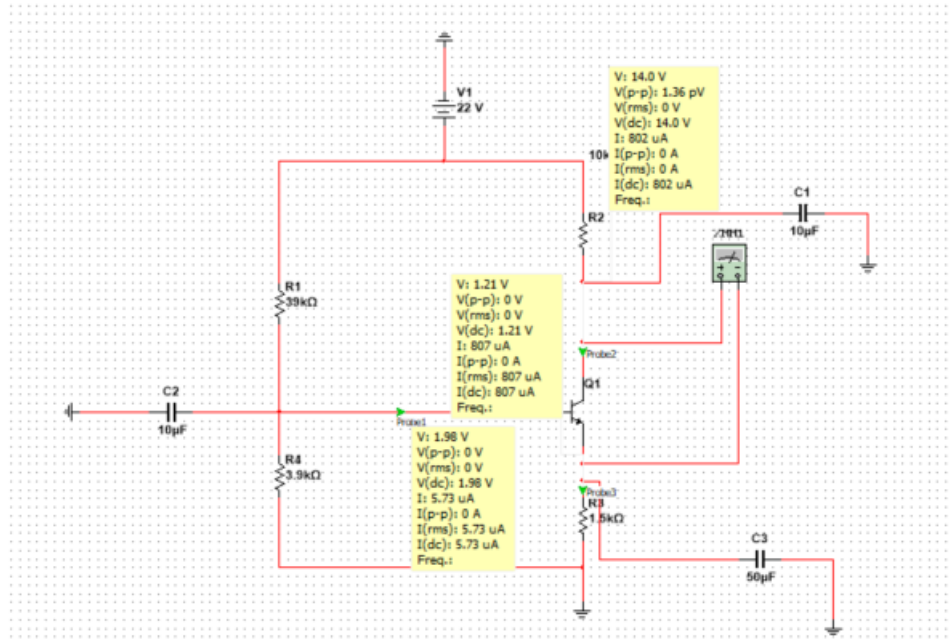 V1
22 V
V: 14.0 V
V(p-p): 1.36 pV
V(rms): 0 V
V(dc): 14.0 V
I: 802 uA
I(p-p): 0 A
I(rms): 0 A
I(dc): 802 uA
Freq.:
10k
R2
C1
10µF
XMM1
R1
39kΩ
V: 1.21 V
V(p-p): 0 V
V(rms): 0 V
V(dc): 1.21 V
I: 807 uA
I(p-p): 0 A
I(rms): 807 uA
I(dc): 807 uA
Freq.:
Probe2
Q1
C2
10µF
Probe1
V: 1.98 V
V(p-p): 0 V
V(rms): 0 V
V(dc): 1.98 V
I: 5.73 uA
I(p-p): 0 A
I(rms): 5.73 uA
I(dc): 5.73 uA
Freq.:
R4
3.9kΩ
Probe3
R3
1.5kΩ
C3
50µF